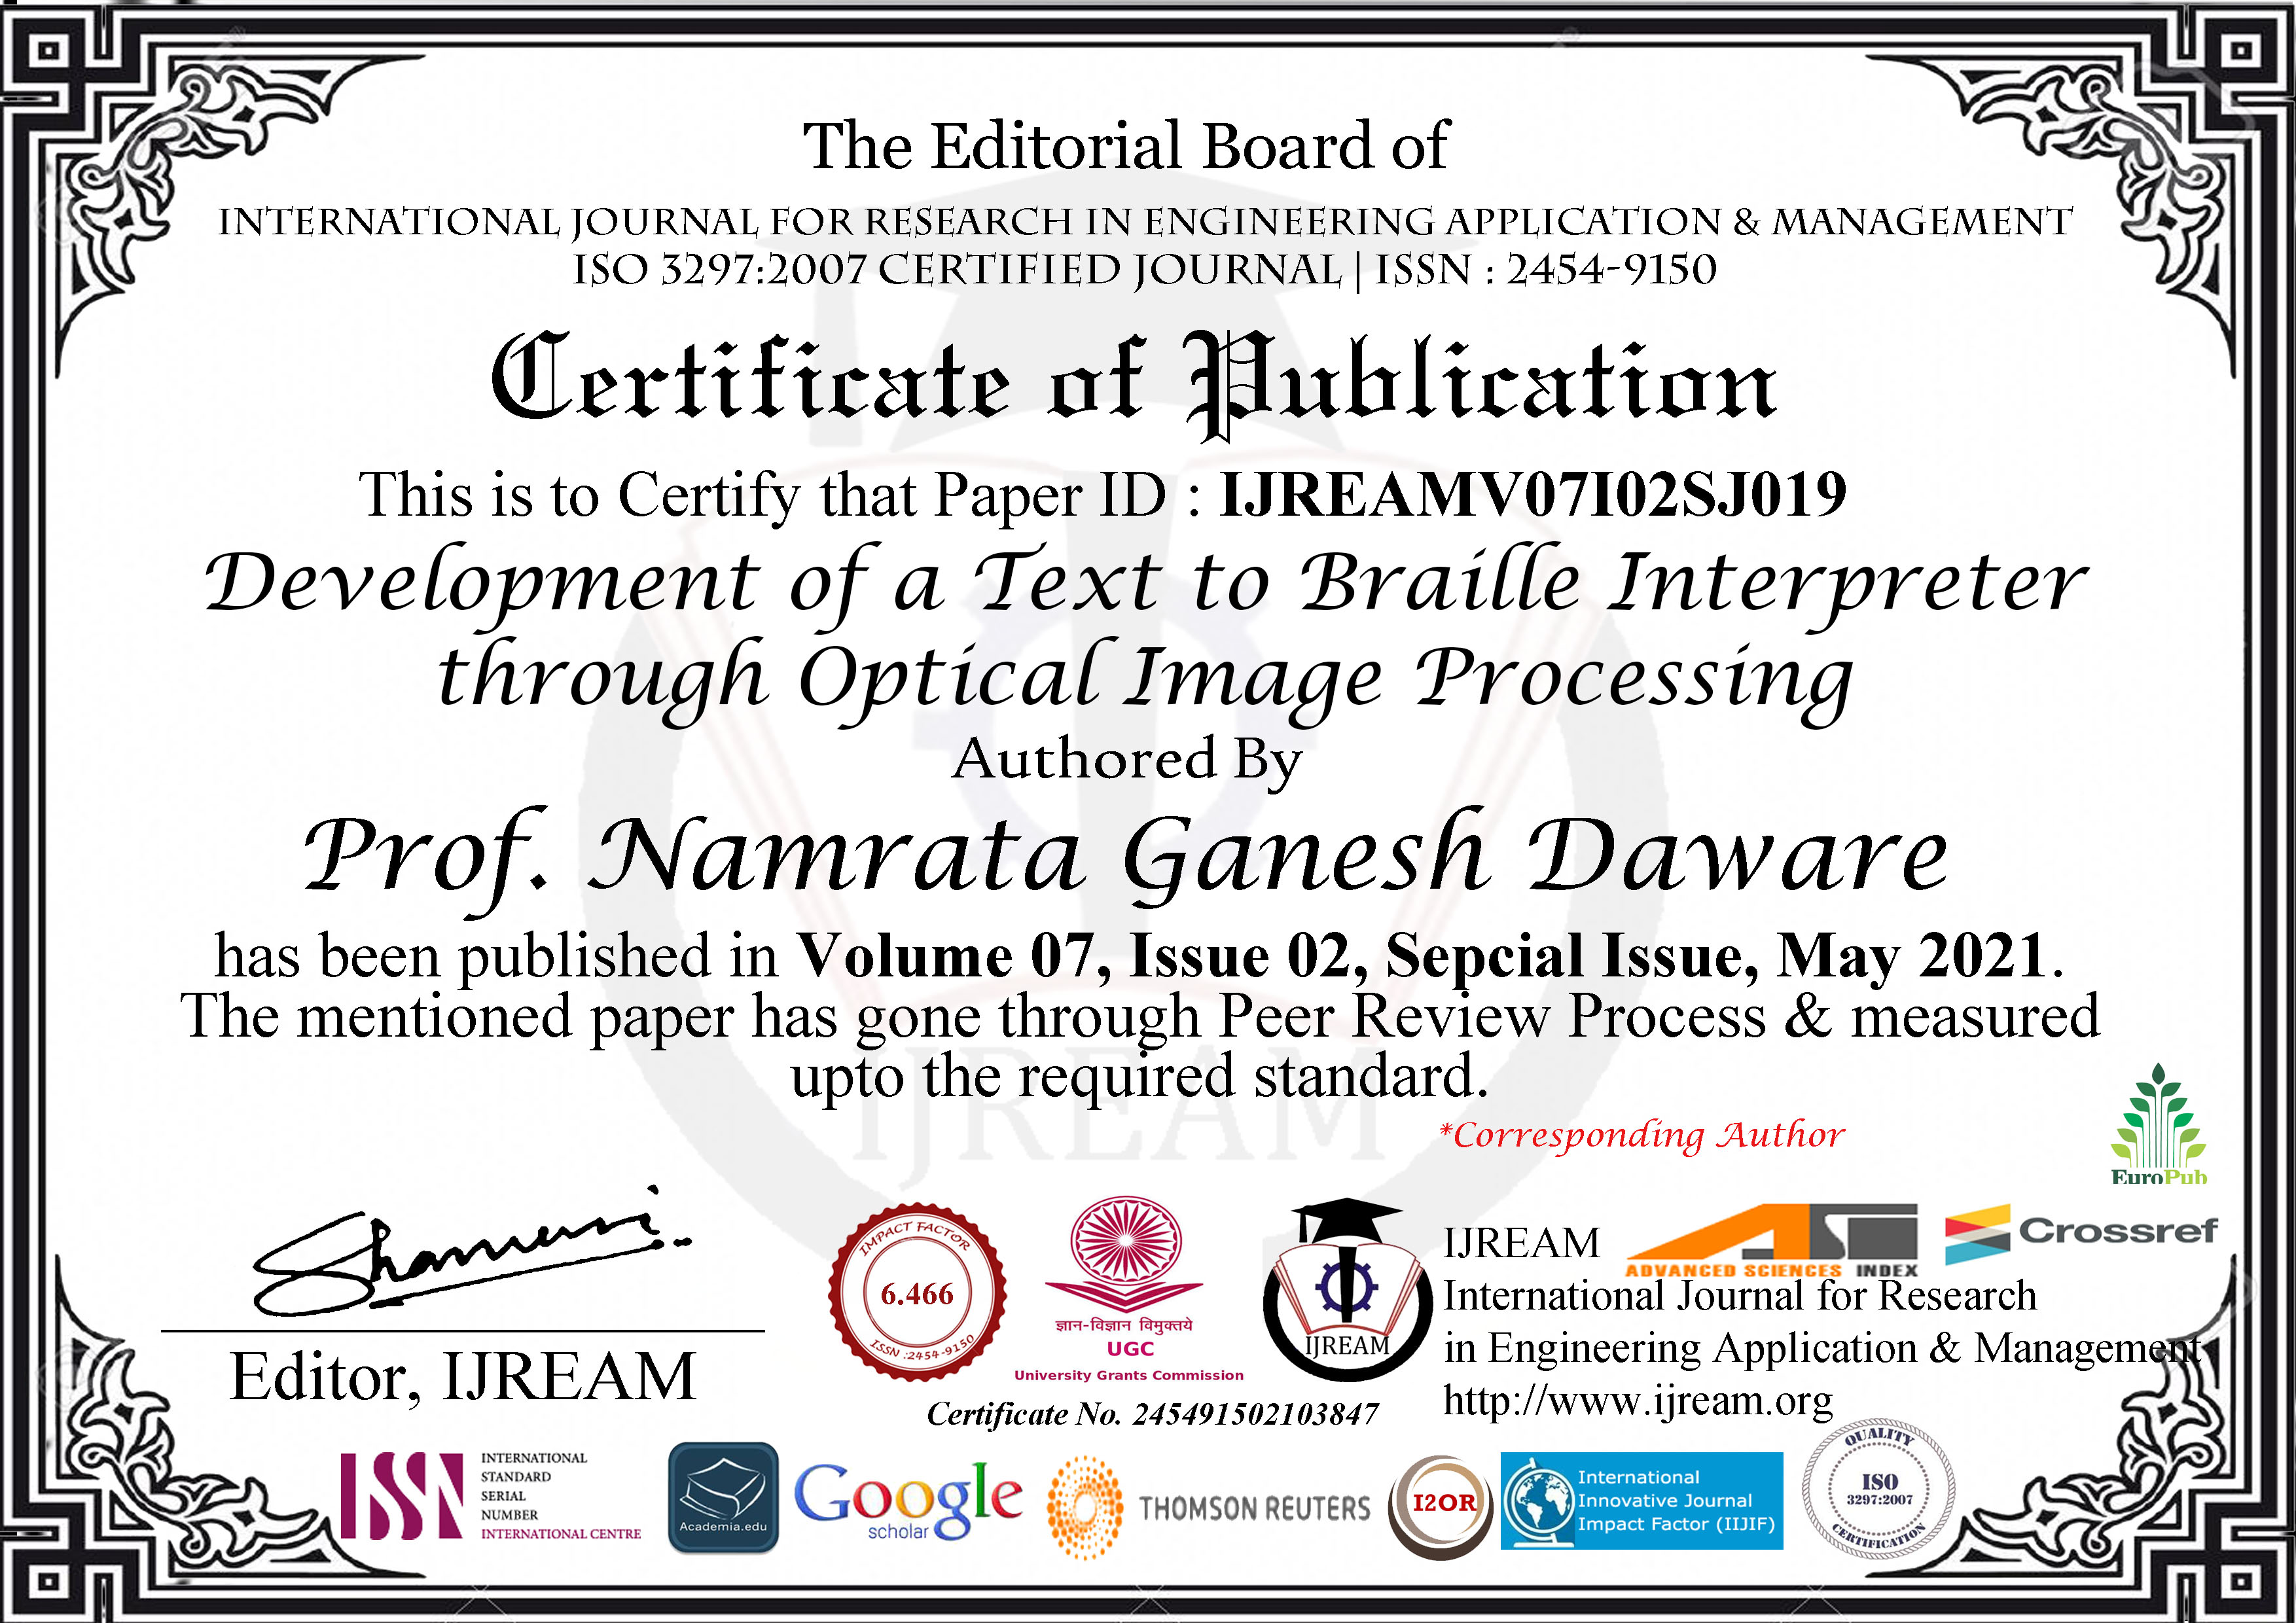 The Editorial Board of
INTERNATIONAL JOURNAL FOR RESEARCH IN ENGINEERING APPLICATION & MANAGEMENT
ISO 3297:2007 CERTIFIED JOURNAL | ISSN : 2454-9150
Certificate of Publication
This is to Certify that Paper ID : IJREAMV07I02SJ019
Development of a Text to Braille Interpreter
through Optical Image Processing
Authored By
Prof. Namrata Ganesh Daware
has been published in Volume 07, Issue 02, Sepcial Issue, May 2021.
The mentioned paper has gone through Peer Review Process & measured
upto the required standard.
*Corresponding Author
EuroPub
IJREAM
Editor, IJREAM
IMPACT FACTOR
6.466
ISSN :2454-9150
ज्ञान-विज्ञान विमुक्तये
UGC
University Grants Commission
IJREAM
IJREAM
ASI
ADVANCED SCIENCES INDEX
Crossref
International Journal for Research
in Engineering Application & Management
http://www.ijream.org
Certificate No. 245491502103847
ISSN
INTERNATIONAL
STANDARD
SERIAL
NUMBER
INTERNATIONAL CENTRE
Academia.edu
Google
scholar
THOMSON REUTERS
I2OR
International
Innovative Journal
Impact Factor (IIJIF)
QUALITY
ISO
3297:2007
CERTIFICATION